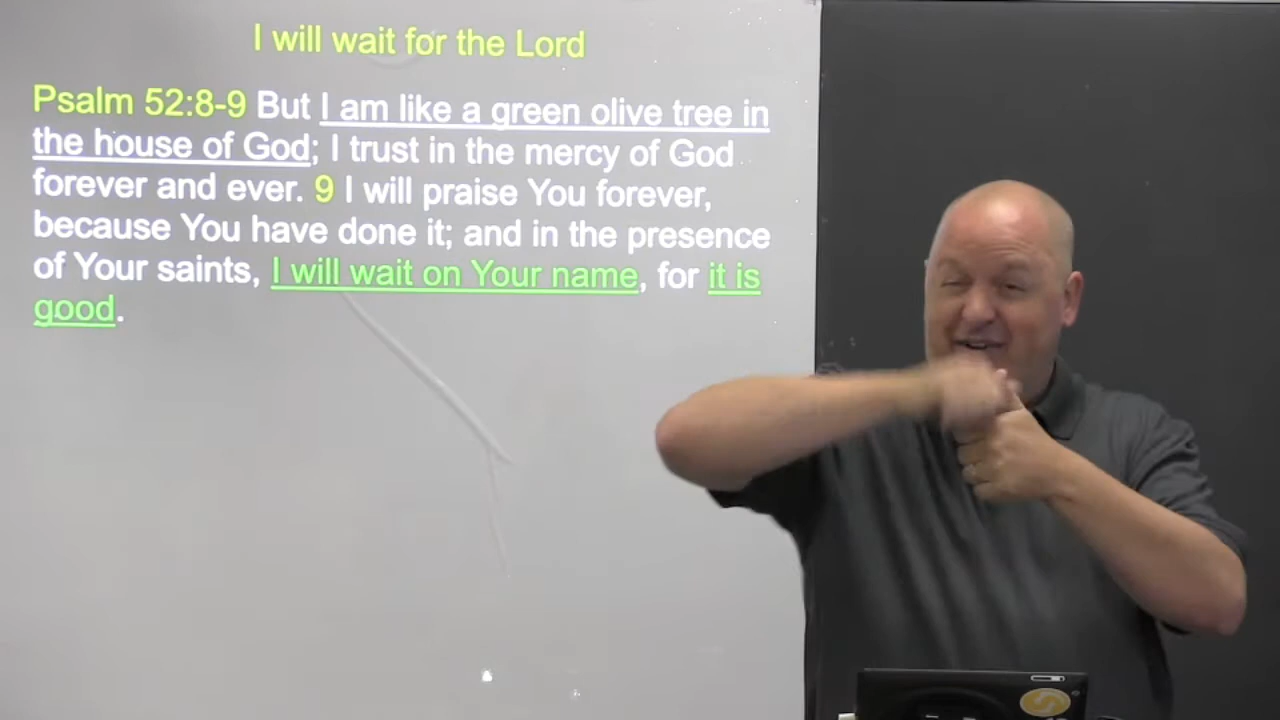 I will wait for the Lord
Psalm 52:8-9 But I am like a green olive tree in
the house of God; I trust in the mercy of God
forever and ever. 9 I will praise You forever,
because You have done it; and in the presence
of Your saints, I will wait on Your name, for it is
good.